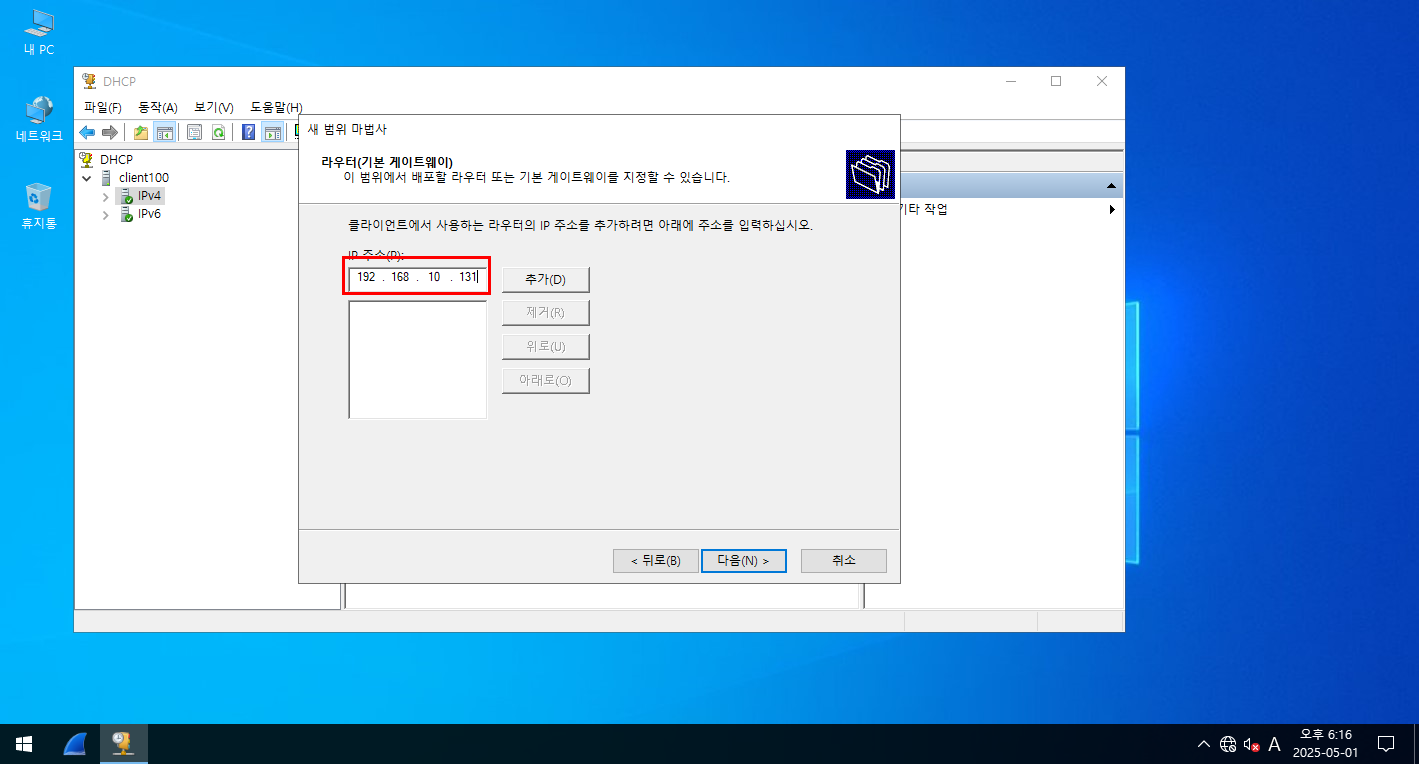 내 PC
네트워크
휴지통
DHCP
파일(F) 동작(A) 보기(V) 도움말(H)
DHCP
client100
IPv4
IPv6
새 범위 마법사
라우터(기본 게이트웨이)
이 범위에서 배포할 라우터 또는 기본 게이트웨이를 지정할 수 있습니다.
클라이언트에서 사용하는 라우터의 IP 주소를 추가하려면 아래에 주소를 입력하십시오.
IP 주소(P):
192 . 168 . 10 . 131
추가(D)
제거(R)
위로(U)
아래로(O)
< 뒤로(B) 다음(N) > 취소
기타 작업
A
오후 6:16
2025-05-01